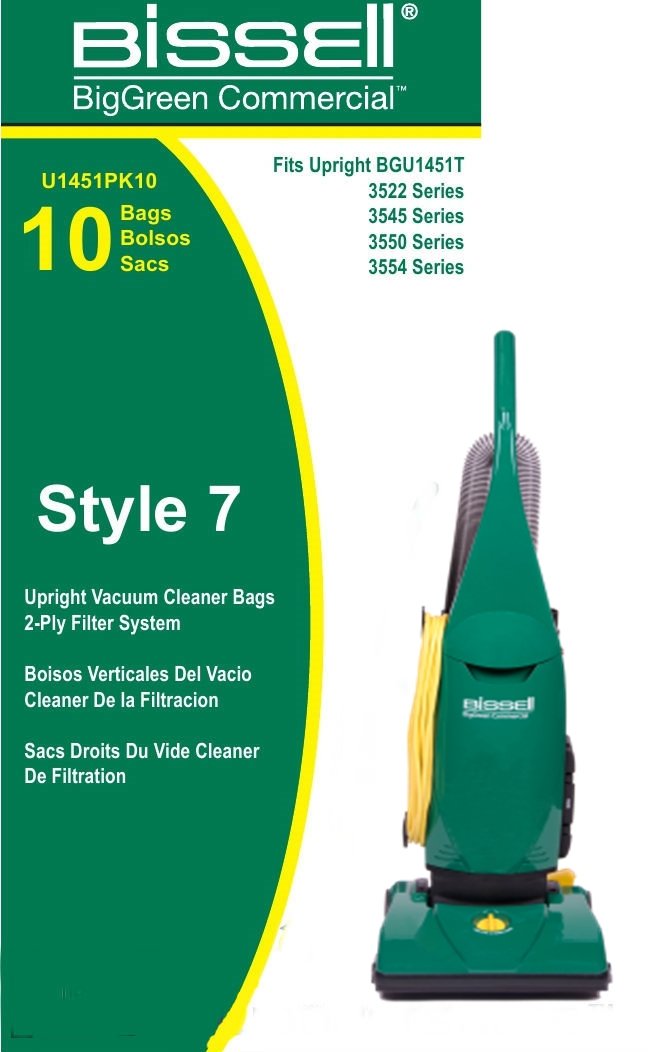 BISSELL®
BigGreen Commercial™
U1451PK10
10
Bags
Bolsos
Sacs
Fits Upright BGU1451T
3522 Series
3545 Series
3550 Series
3554 Series
Style 7
Upright Vacuum Cleaner Bags
2-Ply Filter System
Boisos Verticales Del Vacio
Cleaner De la Filtracion
Sacs Droits Du Vide Cleaner
De Filtration
BISSELL
BigGreen Commercial